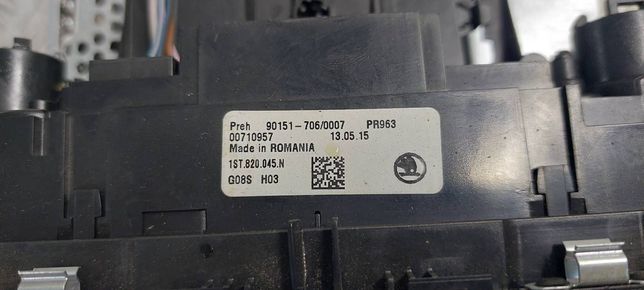 Preh 90151-706/0007 PR963
00710957 13.05.15
Made in ROMANIA
1ST.820.045.N
G08S H03